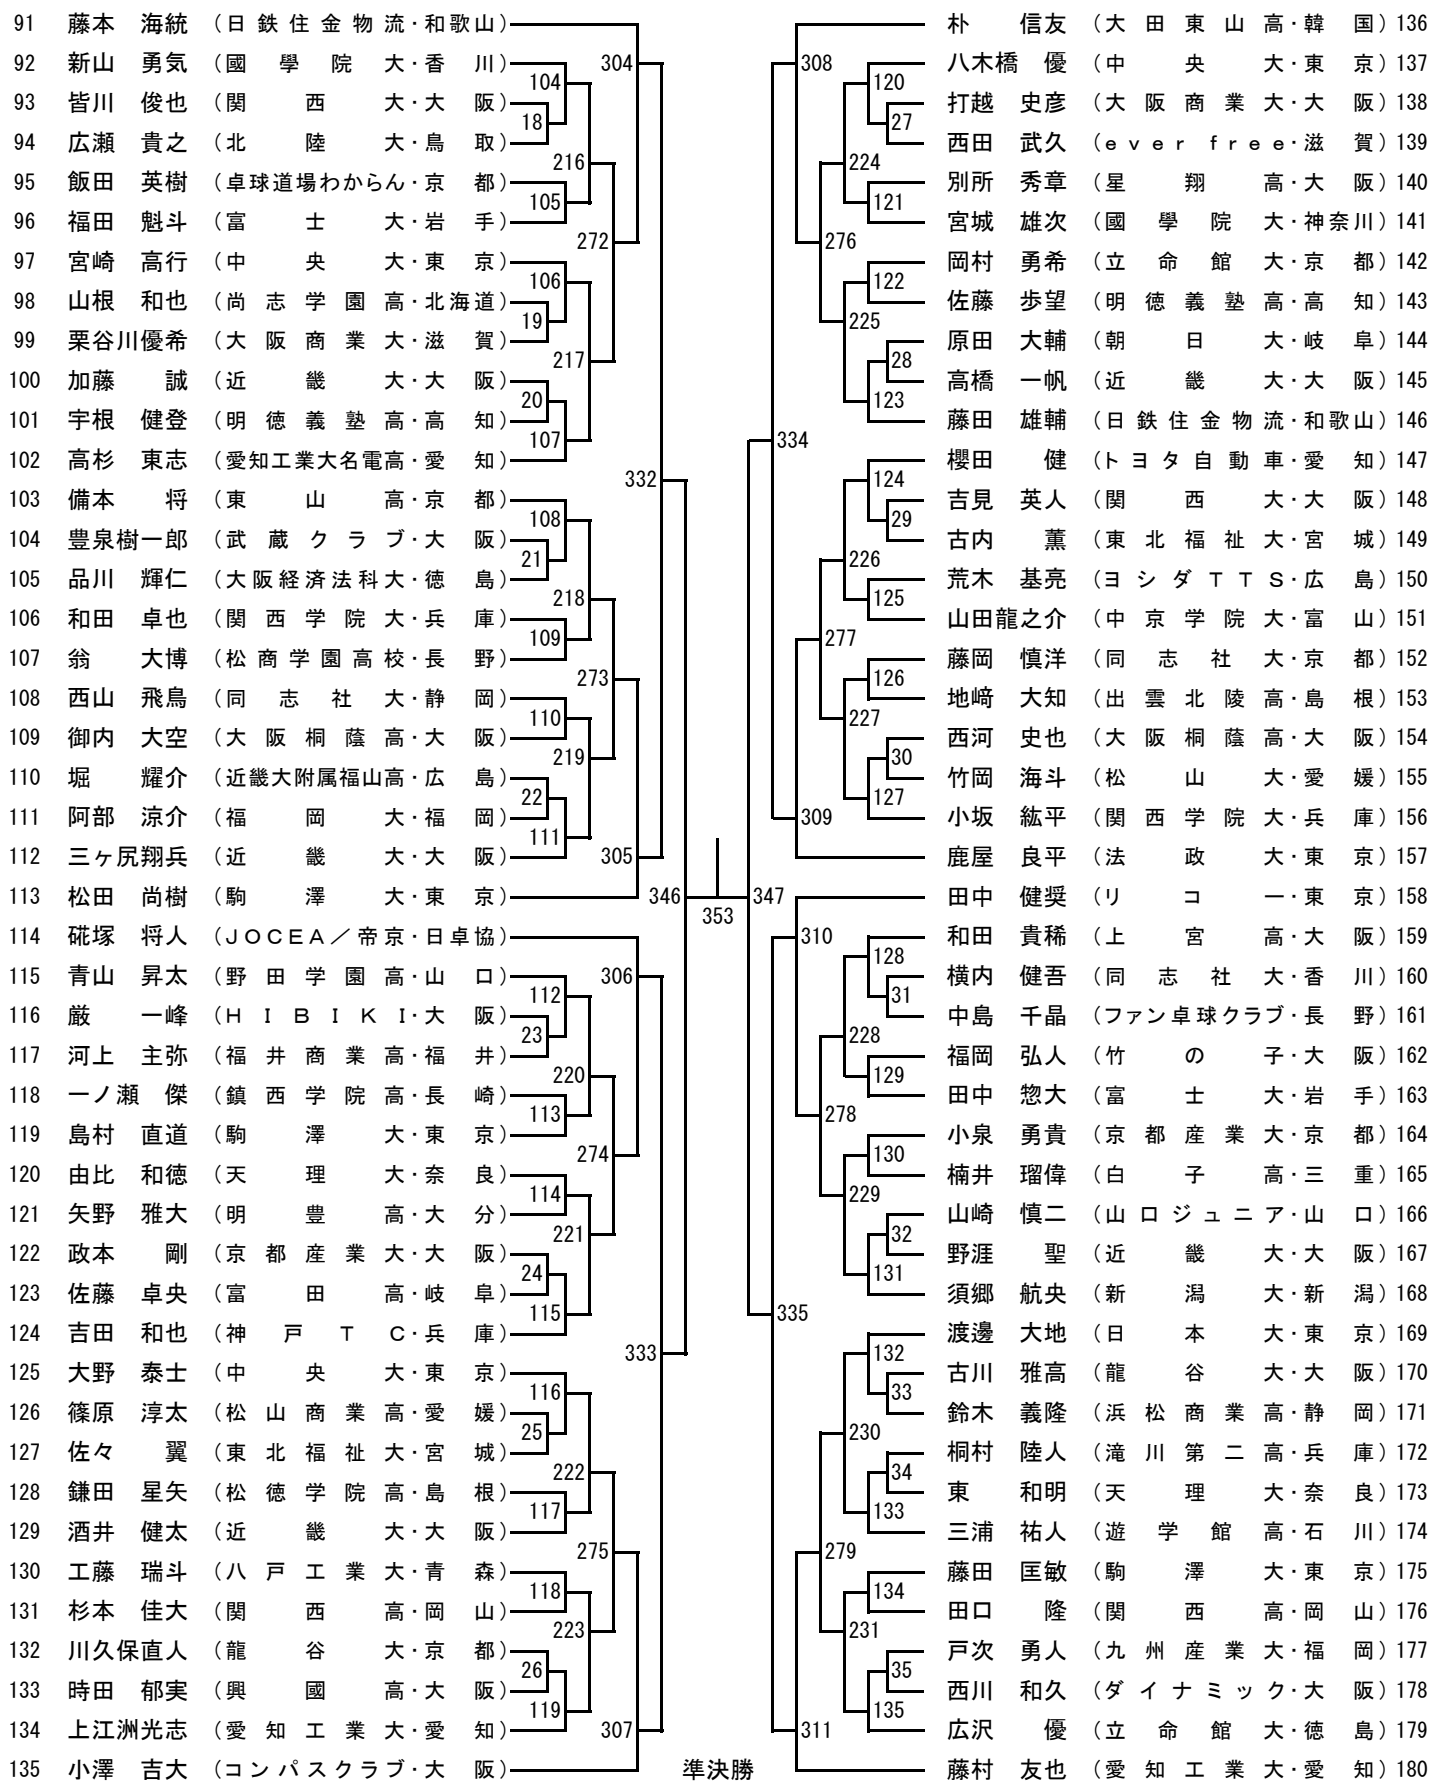 91 藤本 海統 (日鉄住金物流・和歌山)
92 新山 勇気 (國學院大・香川)
93 皆川 俊也 (関西大・大阪)
94 広瀬 貴之 (北陸大・鳥取)
95 飯田 英樹 (卓球道場わからん・京都)
96 福田 魁斗 (富士大・岩手)
97 宮崎 高行 (中央大・東京)
98 山根 和也 (尚志学園高・北海道)
99 栗谷川優希 (大阪商業大・滋賀)
100 加藤 誠 (近畿大・大阪)
101 宇根 健登 (明徳義塾高・高知)
102 高杉 東志 (愛知工業大名電高・愛知)
103 備本 将 (東山高・京都)
104 豊泉樹一郎 (武蔵クラブ・大阪)
105 品川 輝仁 (大阪経済法科大・徳島)
106 和田 卓也 (関西学院大・兵庫)
107 翁 大博 (松商学園高校・長野)
108 西山 飛鳥 (同志社大・静岡)
109 御内 大空 (大阪桐蔭高・大阪)
110 堀 耀介 (近畿大附属福山高・広島)
111 阿部 涼介 (福岡大・福岡)
112 三ヶ尻翔兵 (近畿大・大阪)
113 松田 尚樹 (駒澤大・東京)
114 硴塚 将人 (JOCEA/帝京・日卓協)
115 青山 昇太 (野田学園高・山口)
116 厳 一峰 (HIBIKI・大阪)
117 河上 主弥 (福井商業高・福井)
118 一ノ瀬 傑 (鎮西学院高・長崎)
119 島村 直道 (駒澤大・東京)
120 由比 和徳 (天理大・奈良)
121 矢野 雅大 (明豊高・大分)
122 政本 剛 (京都産業大・大阪)
123 佐藤 卓央 (富田高・岐阜)
124 吉田 和也 (神戸TC・兵庫)
125 大野 泰士 (中央大・東京)
126 篠原 淳太 (松山商業高・愛媛)
127 佐々 翼 (東北福祉大・宮城)
128 鎌田 星矢 (松徳学院高・島根)
129 酒井 健太 (近畿大・大阪)
130 工藤 瑞斗 (八戸工業大・青森)
131 杉本 佳大 (関西高・岡山)
132 川久保直人 (龍谷大・京都)
133 時田 郁実 (興國高・大阪)
134 上江洲光志 (愛知工業大・愛知)
135 小澤 吉大 (コンパスクラブ・大阪)
18
19
20
21
22
23
24
25
26
104
105
106
107
108
109
110
111
112
113
114
115
116
117
118
119
216
217
218
219
220
221
222
223
272
273
274
275
304
305
306
307
332
333
346
353
準決勝
347
334
335
308
309
310
311
276
277
278
279
224
225
226
227
228
229
230
231
120
121
122
123
124
125
126
127
128
129
130
131
132
133
134
135
27
28
29
30
31
32
33
34
35
朴 信友 (大田東山高・韓国) 136
八木橋 優 (中央大・東京) 137
打越 史彦 (大阪商業大・大阪) 138
西田 武久 (ever free・滋賀) 139
別所 秀章 (星翔高・大阪) 140
宮城 雄次 (國學院大・神奈川) 141
岡村 勇希 (立命館大・京都) 142
佐藤 歩望 (明徳義塾高・高知) 143
原田 大輔 (朝日大・岐阜) 144
高橋 一帆 (近畿大・大阪) 145
藤田 雄輔 (日鉄住金物流・和歌山) 146
櫻田 健 (トヨタ自動車・愛知) 147
吉見 英人 (関西大・大阪) 148
古内 薫 (東北福祉大・宮城) 149
荒木 基亮 (ヨシダTTS・広島) 150
山田龍之介 (中京学院大・富山) 151
藤岡 慎洋 (同志社大・京都) 152
地﨑 大知 (出雲北陵高・島根) 153
西河 史也 (大阪桐蔭高・大阪) 154
竹岡 海斗 (松山大・愛媛) 155
小坂 紘平 (関西学院大・兵庫) 156
鹿屋 良平 (法政大・東京) 157
田中 健奨 (リコー・東京) 158
和田 貴稀 (上宮高・大阪) 159
横内 健吾 (同志社大・香川) 160
中島 千晶 (ファン卓球クラブ・長野) 161
福岡 弘人 (竹の子・大阪) 162
田中 惣大 (富士大・岩手) 163
小泉 勇貴 (京都産業大・京都) 164
楠井 瑠偉 (白子高・三重) 165
山崎 慎二 (山口ジュニア・山口) 166
野涯 聖 (近畿大・大阪) 167
須郷 航央 (新潟大・新潟) 168
渡邊 大地 (日本大・東京) 169
古川 雅高 (龍谷大・大阪) 170
鈴木 義隆 (浜松商業高・静岡) 171
桐村 陸人 (滝川第二高・兵庫) 172
東 和明 (天理大・奈良) 173
三浦 祐人 (遊学館高・石川) 174
藤田 匡敏 (駒澤大・東京) 175
田口 隆 (関西高・岡山) 176
戸次 勇人 (九州産業大・福岡) 177
西川 和久 (ダイナミック・大阪) 178
広沢 優 (立命館大・徳島) 179
藤村 友也 (愛知工業大・愛知) 180